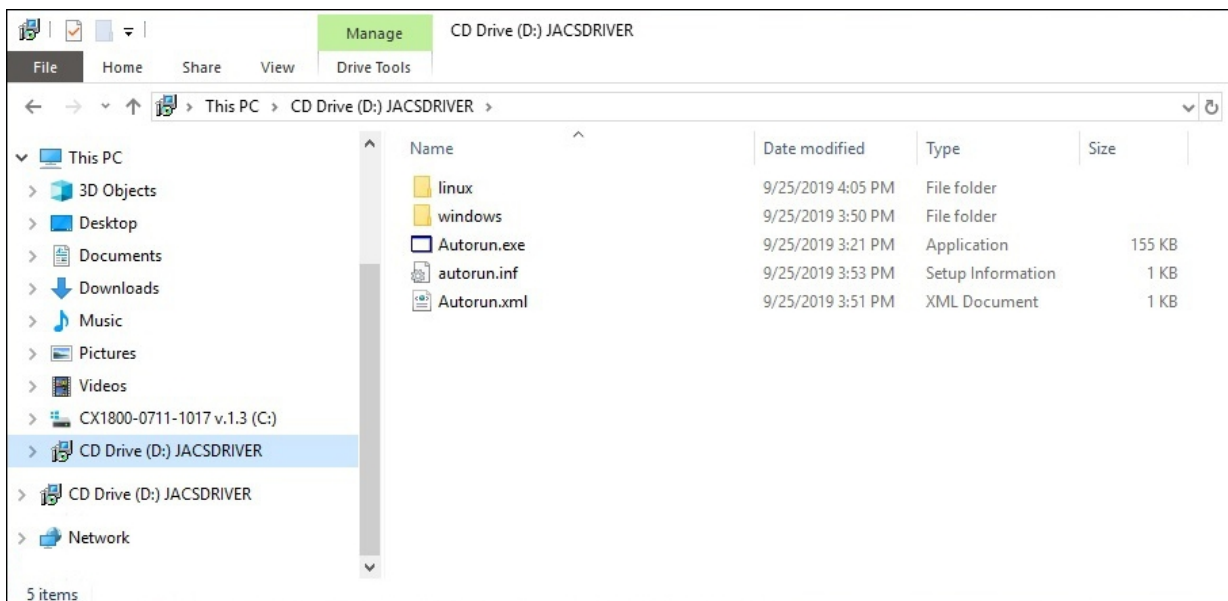 Manage CD Drive (D:) JACSDRIVER
File Home Share View Drive Tools
This PC CD Drive (D:) JACSDRIVER
Name Date modified Type Size
This PC
3D Objects
Desktop
Documents
Downloads
Music
Pictures
Videos
CX1800-0711-1017 v.1.3 (C:)
CD Drive (D:) JACSDRIVER
CD Drive (D:) JACSDRIVER
Network
linux 9/25/2019 4:05 PM File folder
windows 9/25/2019 3:50 PM File folder
Autorun.exe 9/25/2019 3:21 PM Application 155 KB
autorun.inf 9/25/2019 3:53 PM Setup Information 1 KB
Autorun.xml 9/25/2019 3:51 PM XML Document 1 KB
5 items